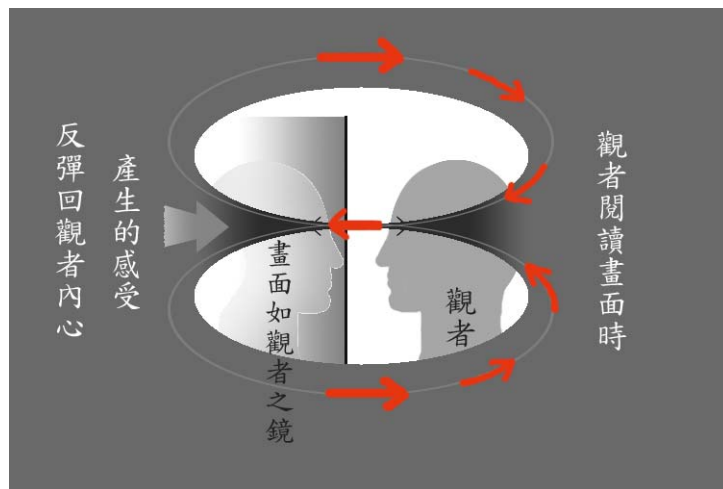 觀者閱讀畫面時
觀者
畫面如觀者之鏡
產生的感受
反彈回觀者內心